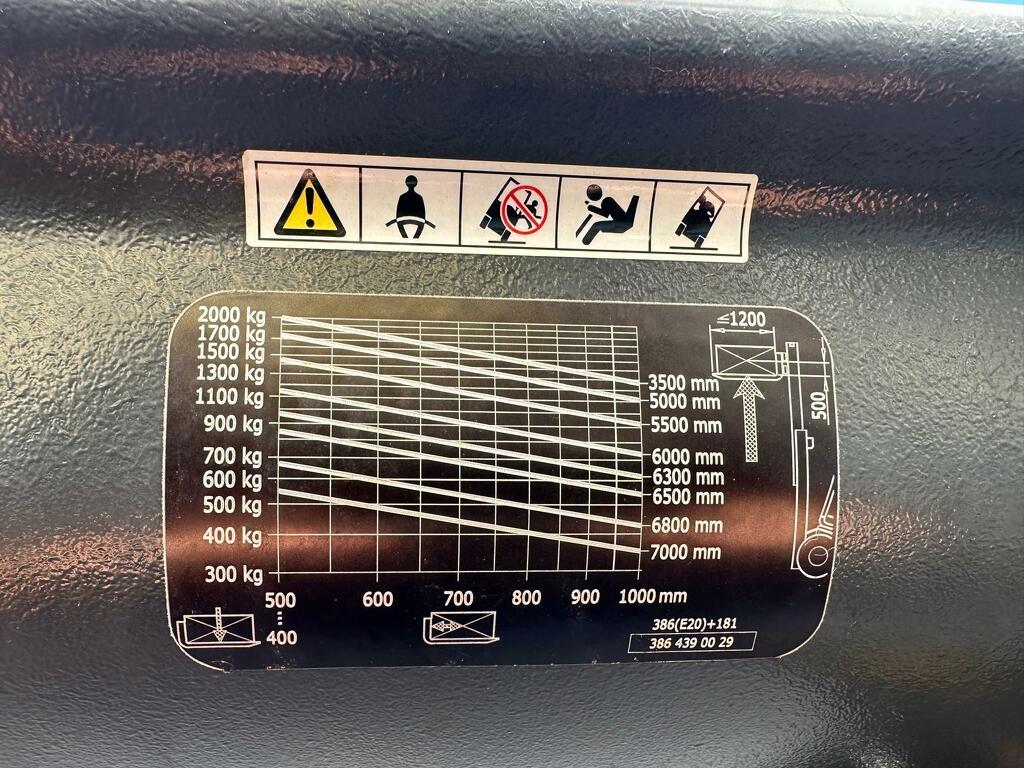 2000 kg
1700 kg
1500 kg
1300 kg
1100 kg
900 kg
700 kg
600 kg
500 kg
400 kg
300 kg
3500 mm
5000 mm
5500 mm
6000 mm
6300 mm
6500 mm
6800 mm
7000 mm
≤1200
500
500 600 700 800 900 1000 mm
400
386(E20)+181
386 439 00 29